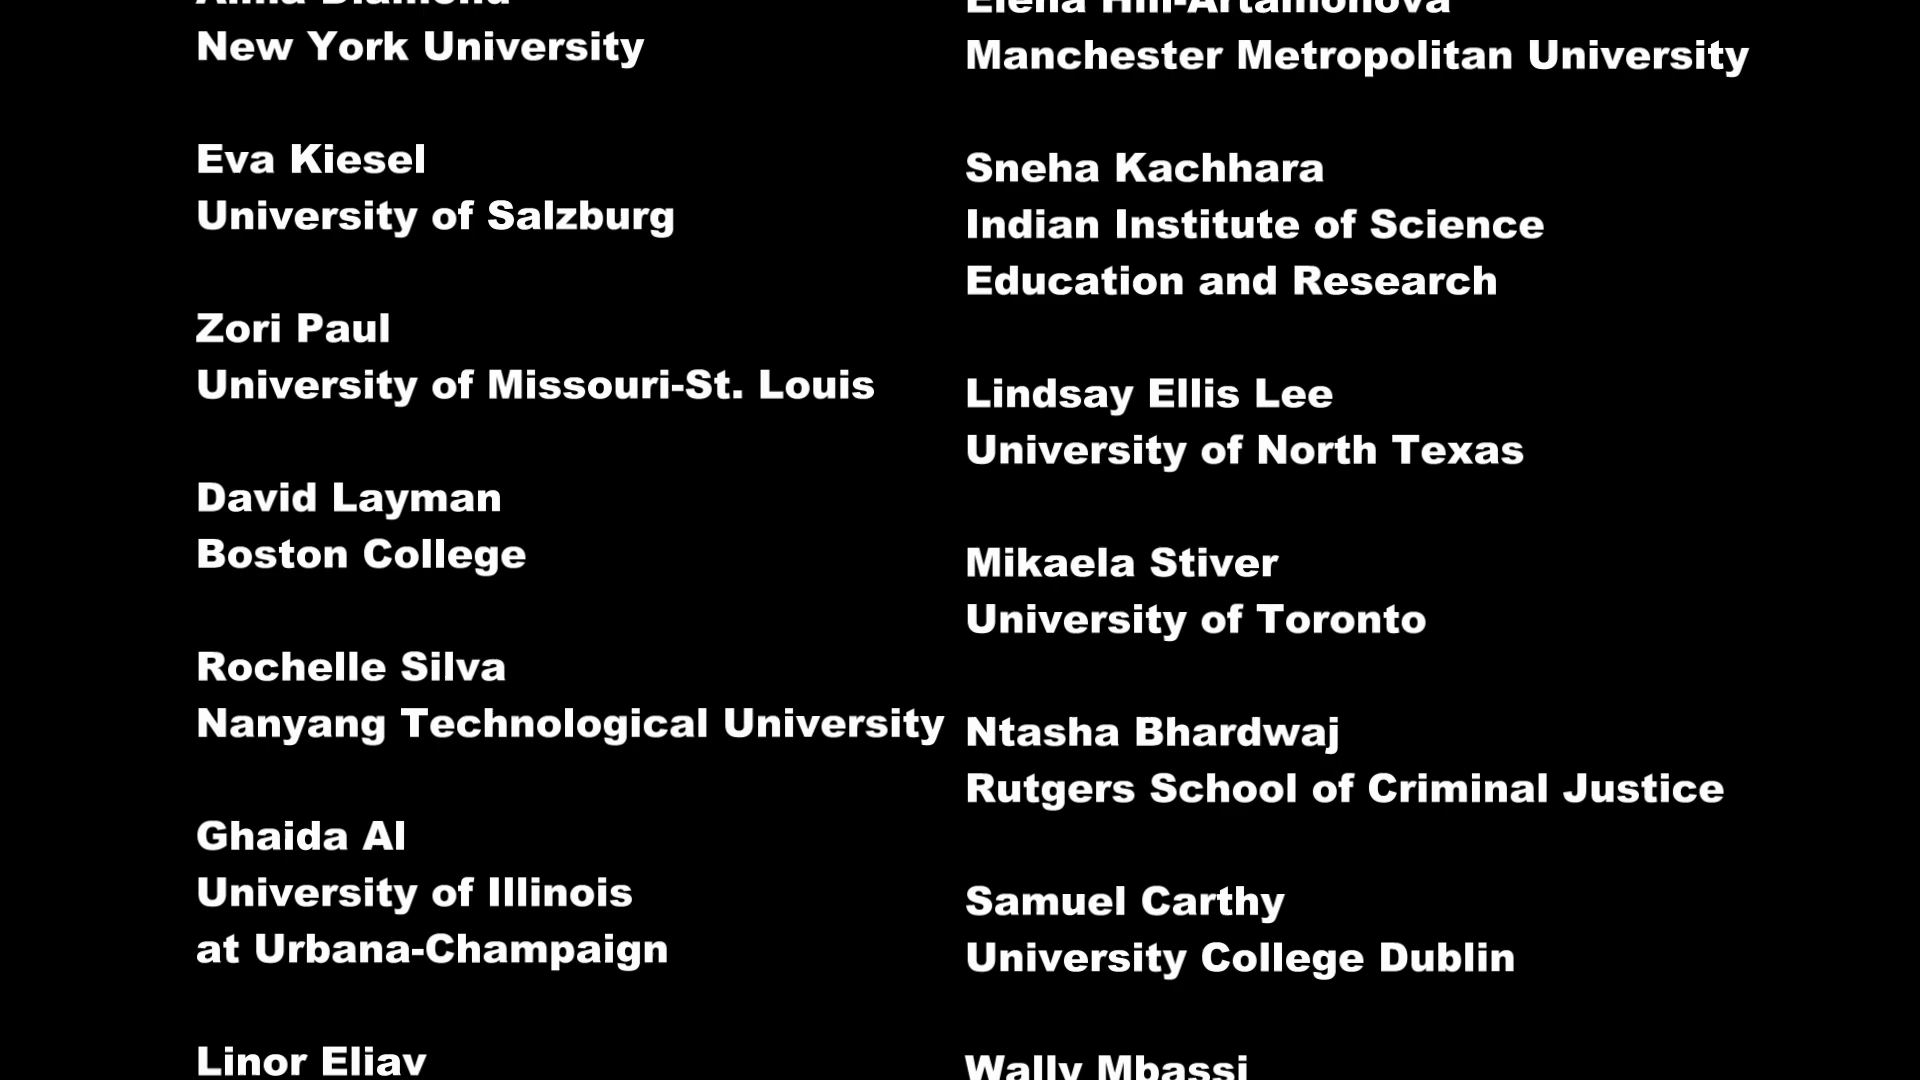 New York University
Eva Kiesel
University of Salzburg
Zori Paul
University of Missouri-St. Louis
David Layman
Boston College
Rochelle Silva
Nanyang Technological University
Ghaida Al
University of Illinois
at Urbana-Champaign
Linor Eliav
Manchester Metropolitan University
Sneha Kachhara
Indian Institute of Science
Education and Research
Lindsay Ellis Lee
University of North Texas
Mikaela Stiver
University of Toronto
Ntasha Bhardwaj
Rutgers School of Criminal Justice
Samuel Carthy
University College Dublin
Wally Mbassi